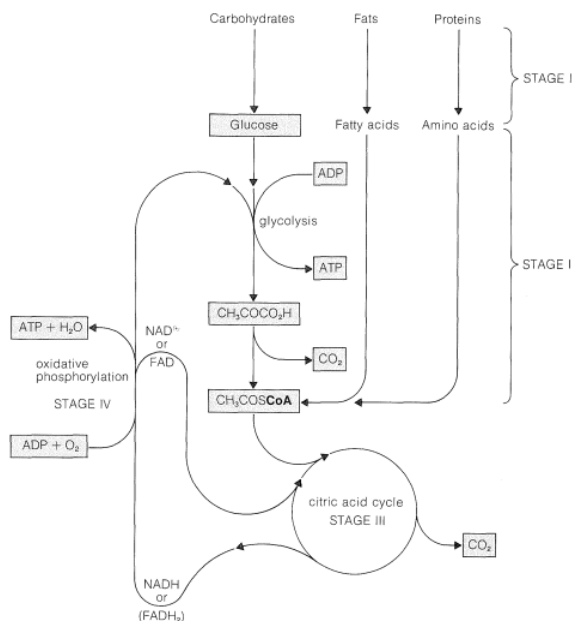 Carbohydrates Fats Proteins
STAGE I
Glucose Fatty acids Amino acids
ADP
glycolysis
STAGE I
ATP
CH₃COCO₂H
ATP + H₂O NAD⁺
or
FAD
CO₂
oxidative
phosphorylation
STAGE IV
CH₃COSCoA
ADP + O₂
citric acid cycle
STAGE III
CO₂
NADH
or
(FADH₂)